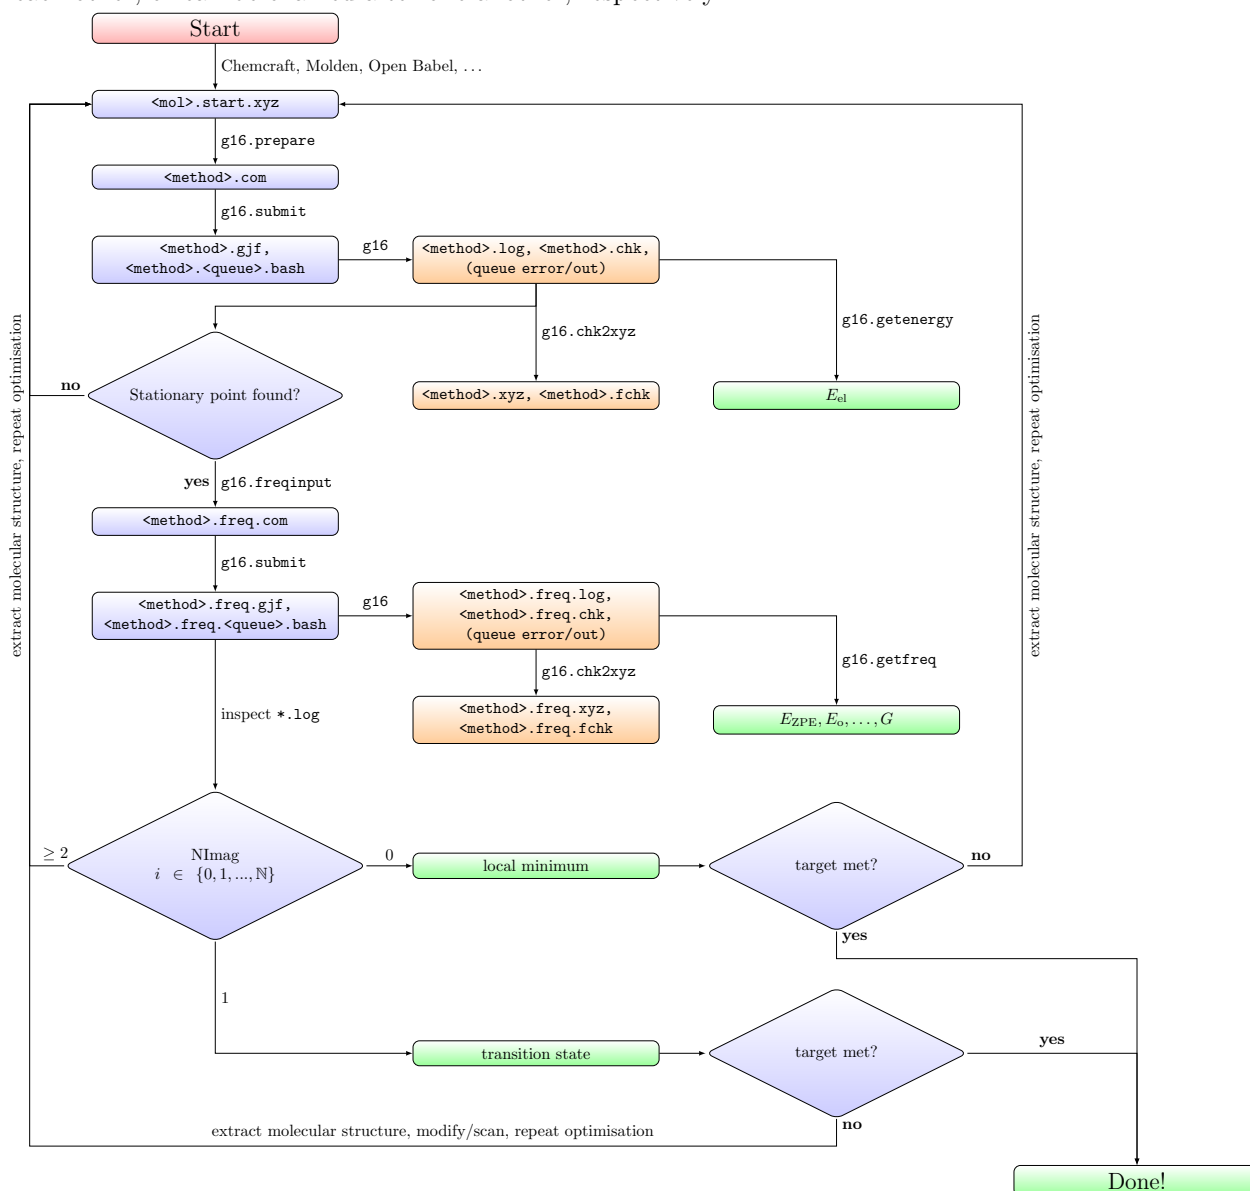 Start
Chemcraft, Molden, Open Babel, ...
<mol>.start.xyz
g16.prepare
<method>.com
g16.submit
<method>.gjf,
<method>.<queue>.bash
g16
<method>.log, <method>.chk,
(queue error/out)
g16.getenergy
g16.chk2xyz
no
Stationary point found?
<method>.xyz, <method>.fchk
E_el
extract molecular structure, repeat optimisation
extract molecular structure, repeat optimisation
yes
g16.freqinput
<method>.freq.com
g16.submit
<method>.freq.gjf,
<method>.freq.<queue>.bash
g16
<method>.freq.log,
<method>.freq.chk,
(queue error/out)
g16.getfreq
g16.chk2xyz
inspect *.log
<method>.freq.xyz,
<method>.freq.fchk
E_ZPE, E_o, ..., G
≥ 2
NImag
i ∈ {0, 1, ..., ℕ}
0
local minimum
target met?
no
yes
1
transition state
target met?
yes
no
extract molecular structure, modify/scan, repeat optimisation
Done!